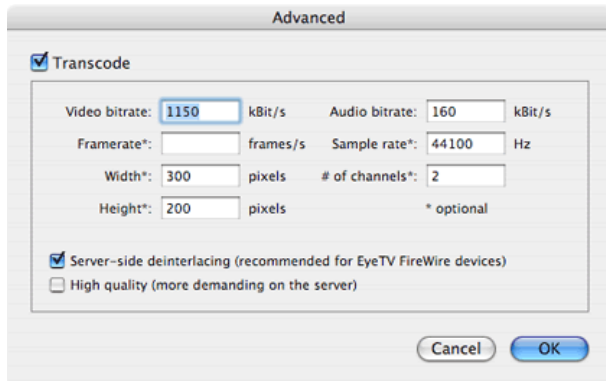 Advanced
Transcode
Video bitrate: 1150 kBit/s Audio bitrate: 160 kBit/s
Framerate*: frames/s Sample rate*: 44100 Hz
Width*: 300 pixels # of channels*: 2
Height*: 200 pixels * optional
Server-side deinterlacing (recommended for EyeTV FireWire devices)
High quality (more demanding on the server)
Cancel OK